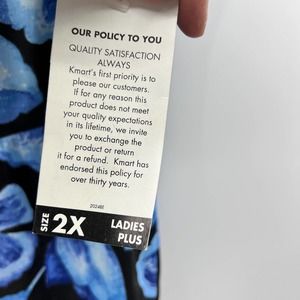 OUR POLICY TO YOU
QUALITY SATISFACTION
ALWAYS
Kmart's first priority is to
please our customers.
If for any reason this
product does not meet
your quality expectations
in its lifetime, we invite
you to exchange the
product or return
it for a refund. Kmart has
endorsed this policy for
over thirty years.
2024BE
SIZE 2X LADIES
PLUS